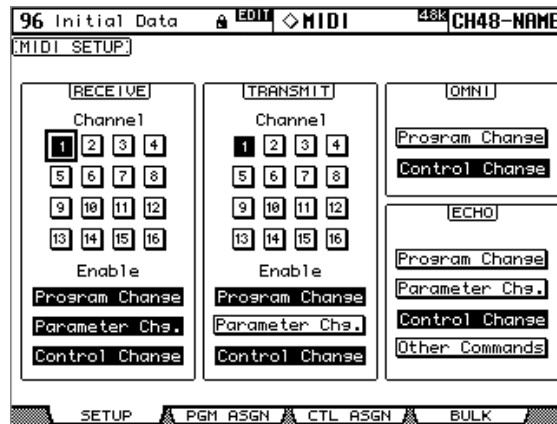 96 Initial Data EDIT ◇MIDI 48k CH48-NAME
MIDI SETUP
RECEIVE
Channel
1 2 3 4
5 6 7 8
9 10 11 12
13 14 15 16
Enable
Program Change
Parameter Chg.
Control Change
TRANSMIT
Channel
1 2 3 4
5 6 7 8
9 10 11 12
13 14 15 16
Enable
Program Change
Parameter Chg.
Control Change
OMNI
Program Change
Control Change
ECHO
Program Change
Parameter Chg.
Control Change
Other Commands
SETUP PGM ASGN CTL ASGN BULK